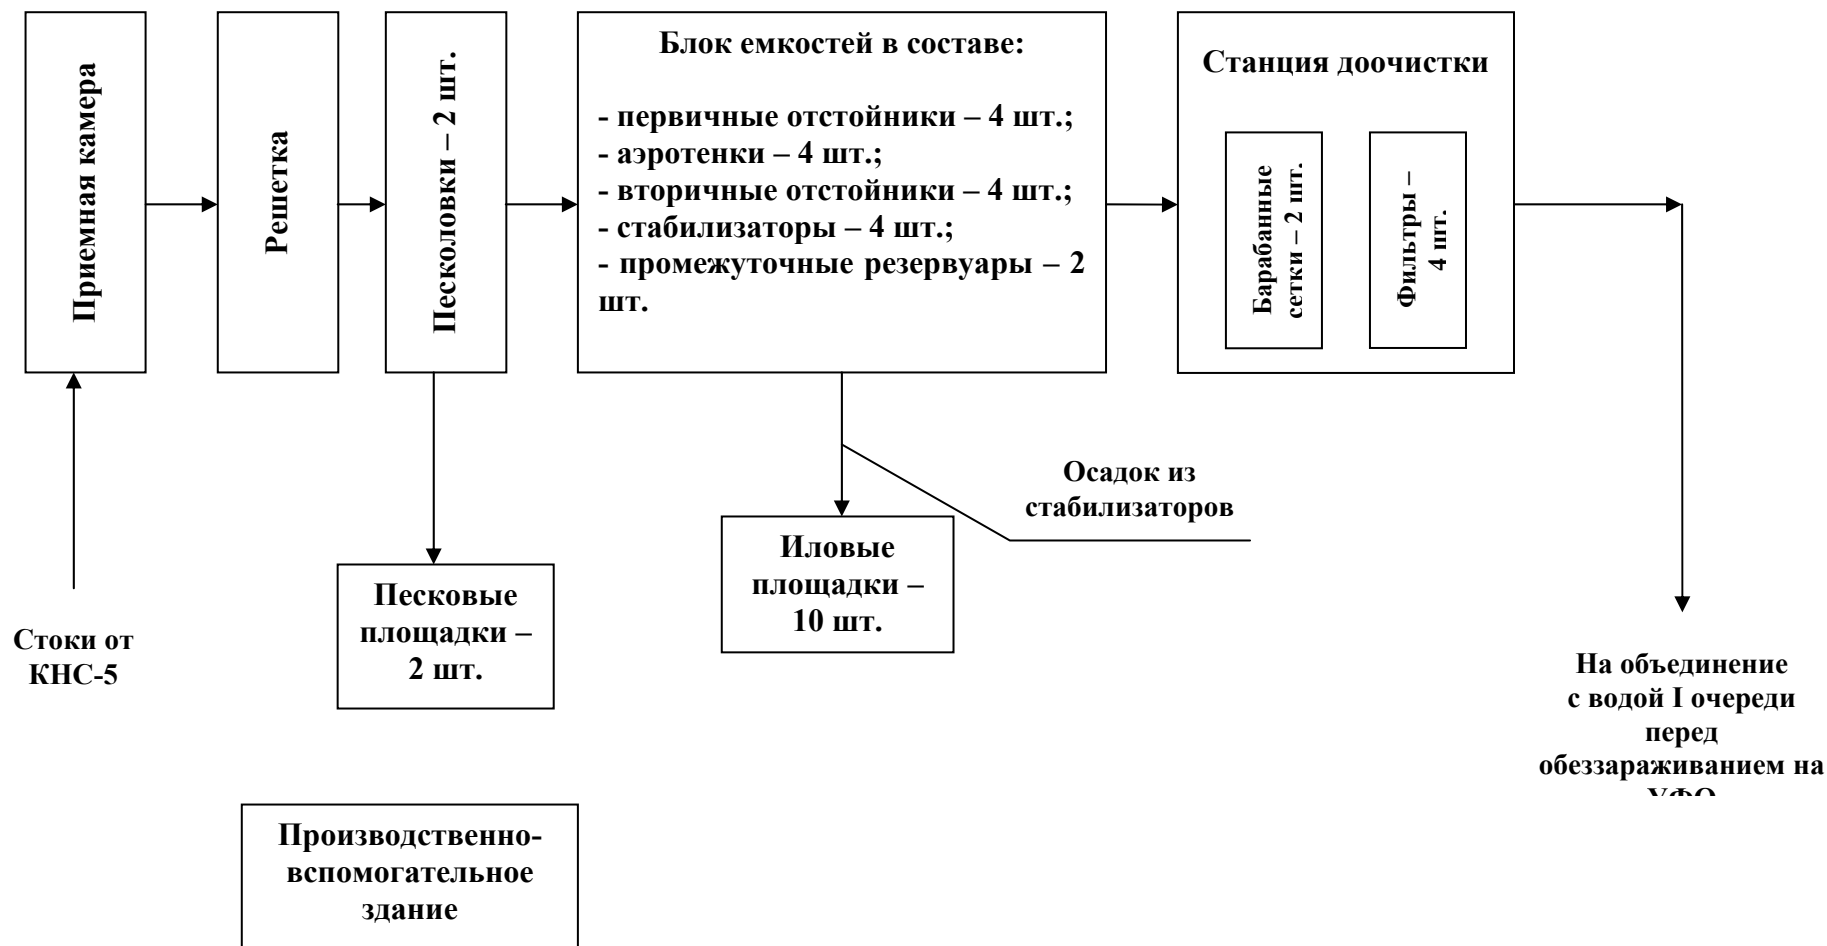 Приемная камера
Решетка
Песколовки – 2 шт.
Блок емкостей в составе:
- первичные отстойники – 4 шт.;
- аэротенки – 4 шт.;
- вторичные отстойники – 4 шт.;
- стабилизаторы – 4 шт.;
- промежуточные резервуары – 2
шт.
Станция доочистки
Барабанные
сетки – 2 шт.
Фильтры –
4 шт.
Осадок из
стабилизаторов
Иловые
площадки –
10 шт.
Песковые
площадки –
2 шт.
Стоки от
КНС-5
На объединение
с водой I очереди
перед
обеззараживанием на
УФО
Производственно-
вспомогательное
здание